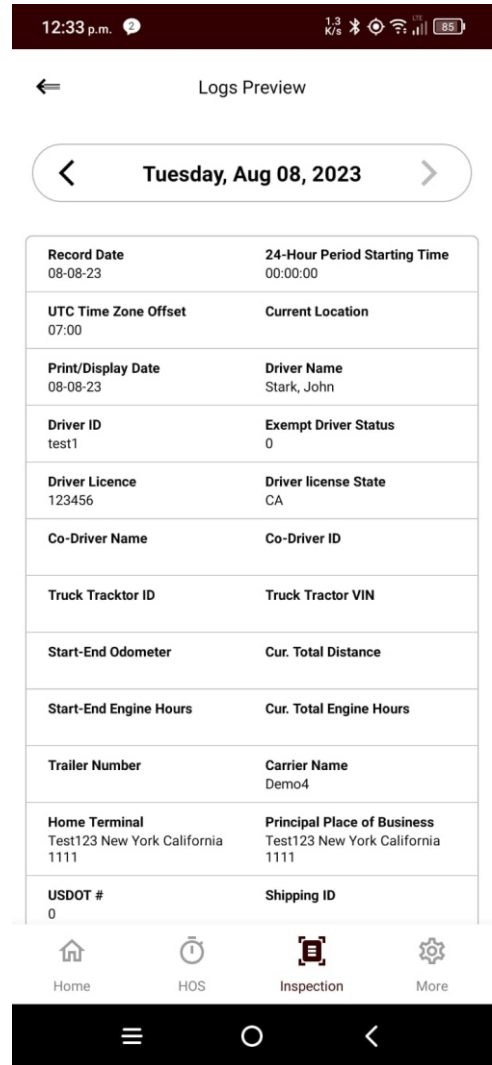 12:33 p.m. 2 1.3 K/s LTE 85
Logs Preview
Tuesday, Aug 08, 2023
Record Date 24-Hour Period Starting Time
08-08-23 00:00:00
UTC Time Zone Offset Current Location
07:00
Print/Display Date Driver Name
08-08-23 Stark, John
Driver ID Exempt Driver Status
test1 0
Driver Licence Driver license State
123456 CA
Co-Driver Name Co-Driver ID
Truck Tracktor ID Truck Tractor VIN
Start-End Odometer Cur. Total Distance
Start-End Engine Hours Cur. Total Engine Hours
Trailer Number Carrier Name
Demo4
Home Terminal Principal Place of Business
Test123 New York California Test123 New York California
1111 1111
USDOT # Shipping ID
0
Home HOS Inspection More